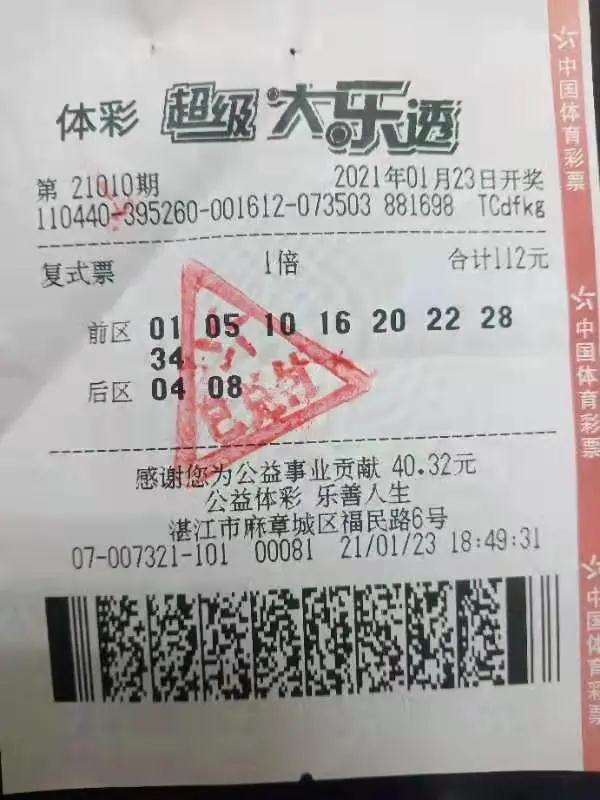 体彩 超级大乐透
第 21010期 2021年01月23日开奖
110440-395260-001612-073503 881698 TCdfkg
复式票 1倍 合计112元
前区 01 05 10 16 20 22 28
34
后区 04 08
已兑付
感谢您为公益事业贡献 40.32元
公益体彩 乐善人生
湛江市麻章城区福民路6号
07-007321-101 00081 21/01/23 18:49:31
中国体育彩票
中国体育彩票
中国体育彩票